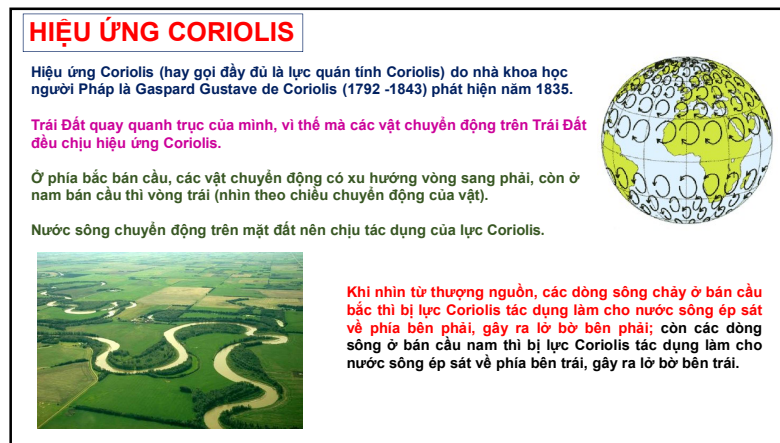 HIỆU ỨNG CORIOLIS
Hiệu ứng Coriolis (hay gọi đầy đủ là lực quán tính Coriolis) do nhà khoa học
người Pháp là Gaspard Gustave de Coriolis (1792 -1843) phát hiện năm 1835.
Trái Đất quay quanh trục của mình, vì thế mà các vật chuyển động trên Trái Đất
đều chịu hiệu ứng Coriolis.
Ở phía bắc bán cầu, các vật chuyển động có xu hướng vòng sang phải, còn ở
nam bán cầu thì vòng trái (nhìn theo chiều chuyển động của vật).
Nước sông chuyển động trên mặt đất nên chịu tác dụng của lực Coriolis.
Khi nhìn từ thượng nguồn, các dòng sông chảy ở bán cầu
bắc thì bị lực Coriolis tác dụng làm cho nước sông ép sát
về phía bên phải, gây ra lở bờ bên phải; còn các dòng
sông ở bán cầu nam thì bị lực Coriolis tác dụng làm cho
nước sông ép sát về phía bên trái, gây ra lở bờ bên trái.